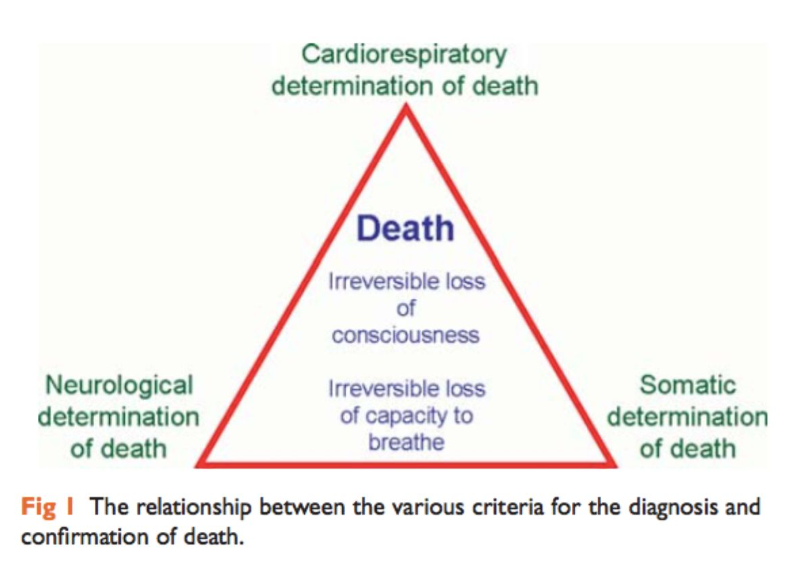 Cardiorespiratory
determination of death
Death
Irreversible loss
of
consciousness
Irreversible loss
of capacity to
breathe
Neurological
determination
of death
Somatic
determination
of death
Fig 1 The relationship between the various criteria for the diagnosis and
confirmation of death.